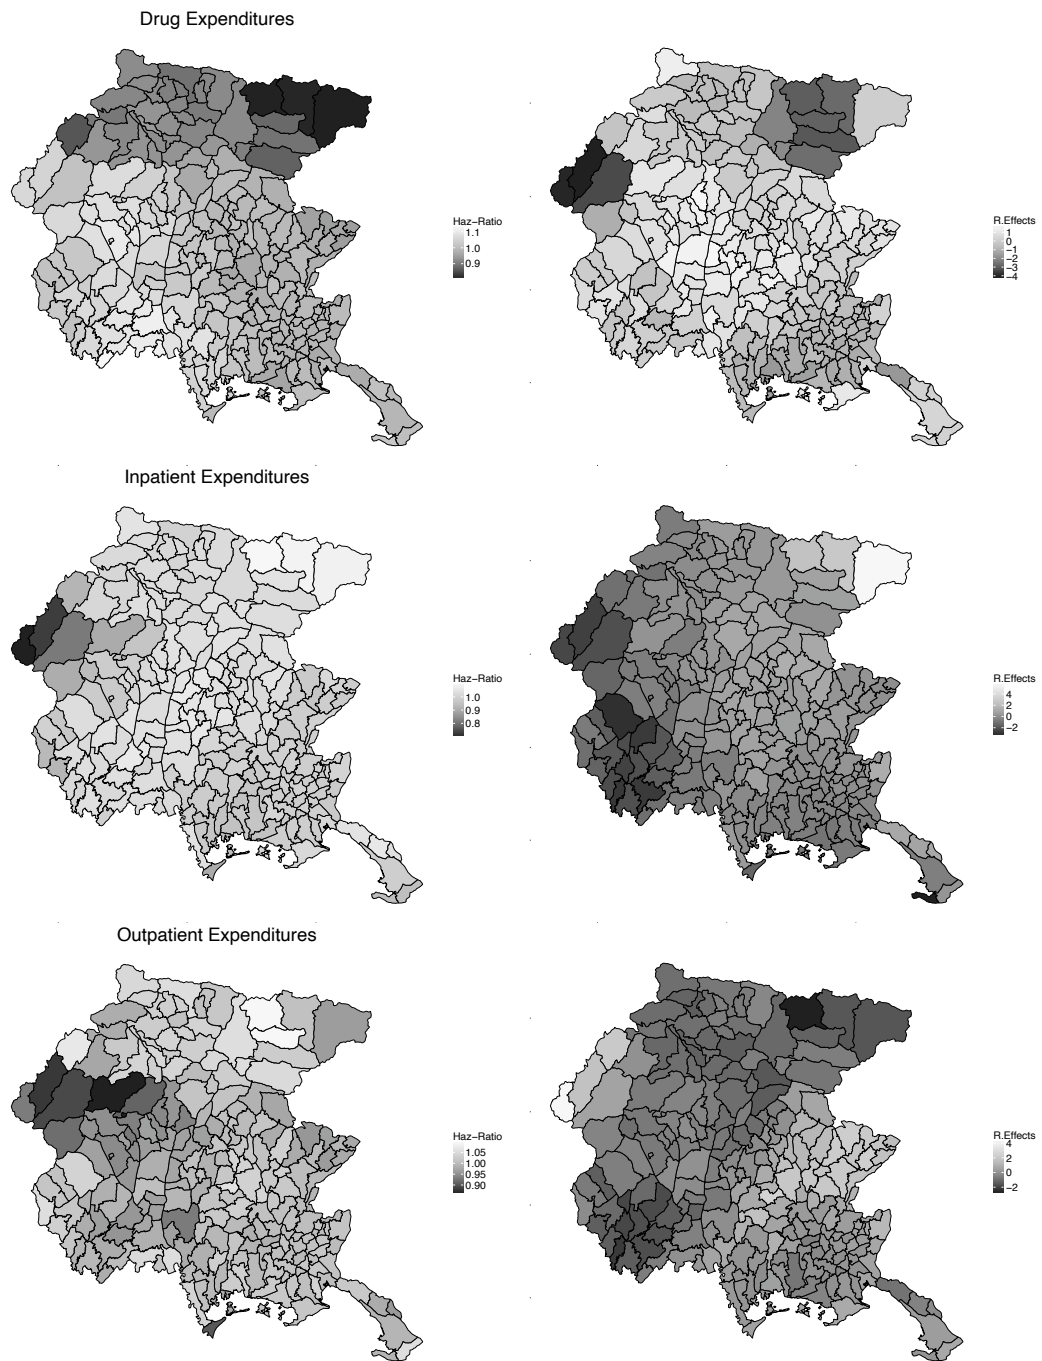 Drug Expenditures
Haz−Ratio
1.1
1.0
0.9
R.Effects
1
0
−1
−2
−3
−4
Inpatient Expenditures
Haz−Ratio
1.0
0.9
0.8
R.Effects
4
2
0
−2
Outpatient Expenditures
Haz−Ratio
1.05
1.00
0.95
0.90
R.Effects
4
2
0
−2